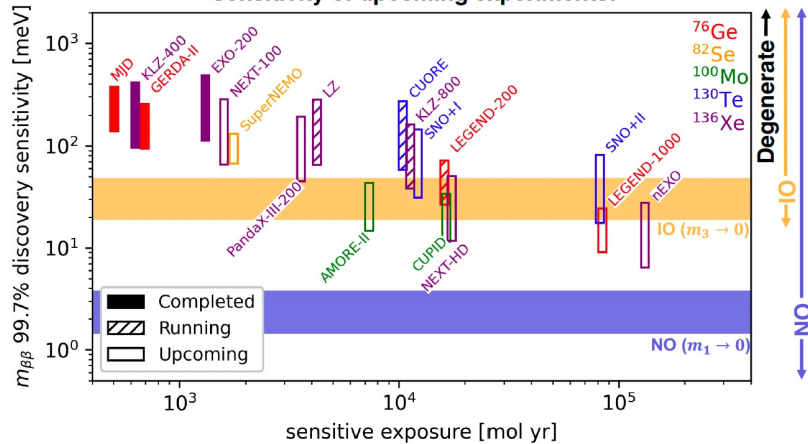 Sensitivity of upcoming experiments.
10³
10²
10¹
10⁰
mββ 99.7% discovery sensitivity [meV]
MJD
KLZ-400
GERDA-II
EXO-200
NEXT-100
SuperNEMO
PandaX-III-200
LZ
AMORE-II
CUORE
KLZ-800
SNO+I
LEGEND-200
CUPID
NEXT-HD
SNO+II
LEGEND-1000
nEXO
⁷⁶Ge
⁸²Se
¹⁰⁰Mo
¹³⁰Te
¹³⁶Xe
IO (m₃ → 0)
NO (m₁ → 0)
Completed
Running
Upcoming
10³
10⁴
10⁵
sensitive exposure [mol yr]
Degenerate
IO
NO